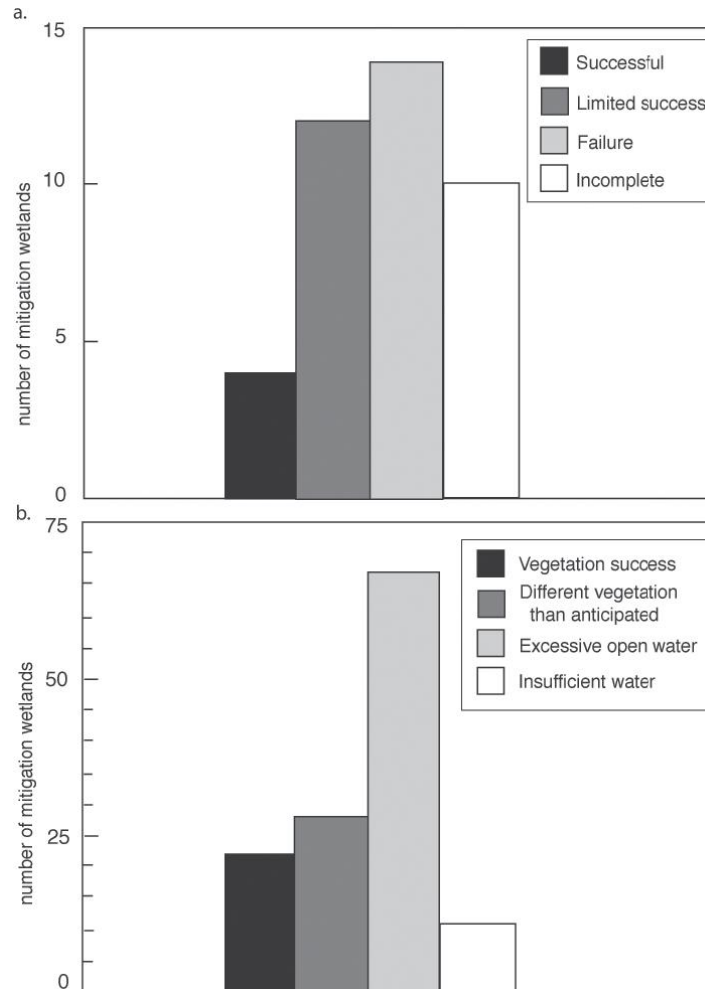 a.
15
Successful
Limited success
Failure
10
Incomplete
number of mitigation wetlands
5
0
b.
75
Vegetation success
Different vegetation
than anticipated
Excessive open water
50
Insufficient water
number of mitigation wetlands
25
0